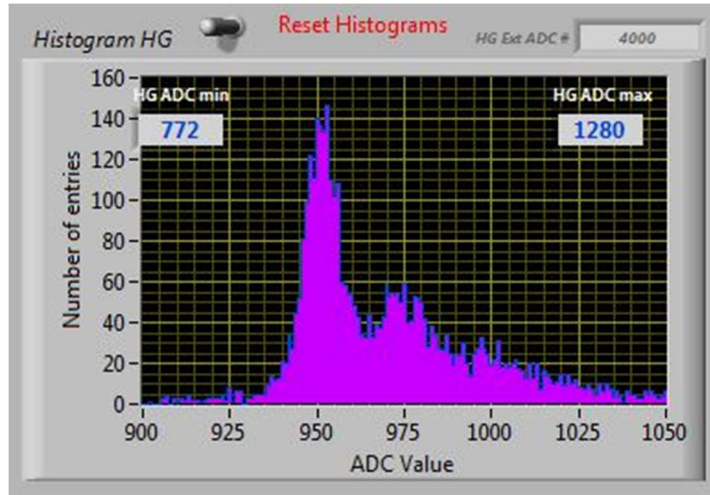 Histogram HG
Reset Histograms
HG Ext ADC #
4000
HG ADC min
772
HG ADC max
1280
160
140
120
100
80
60
40
20
0
Number of entries
900 925 950 975 1000 1025 1050
ADC Value